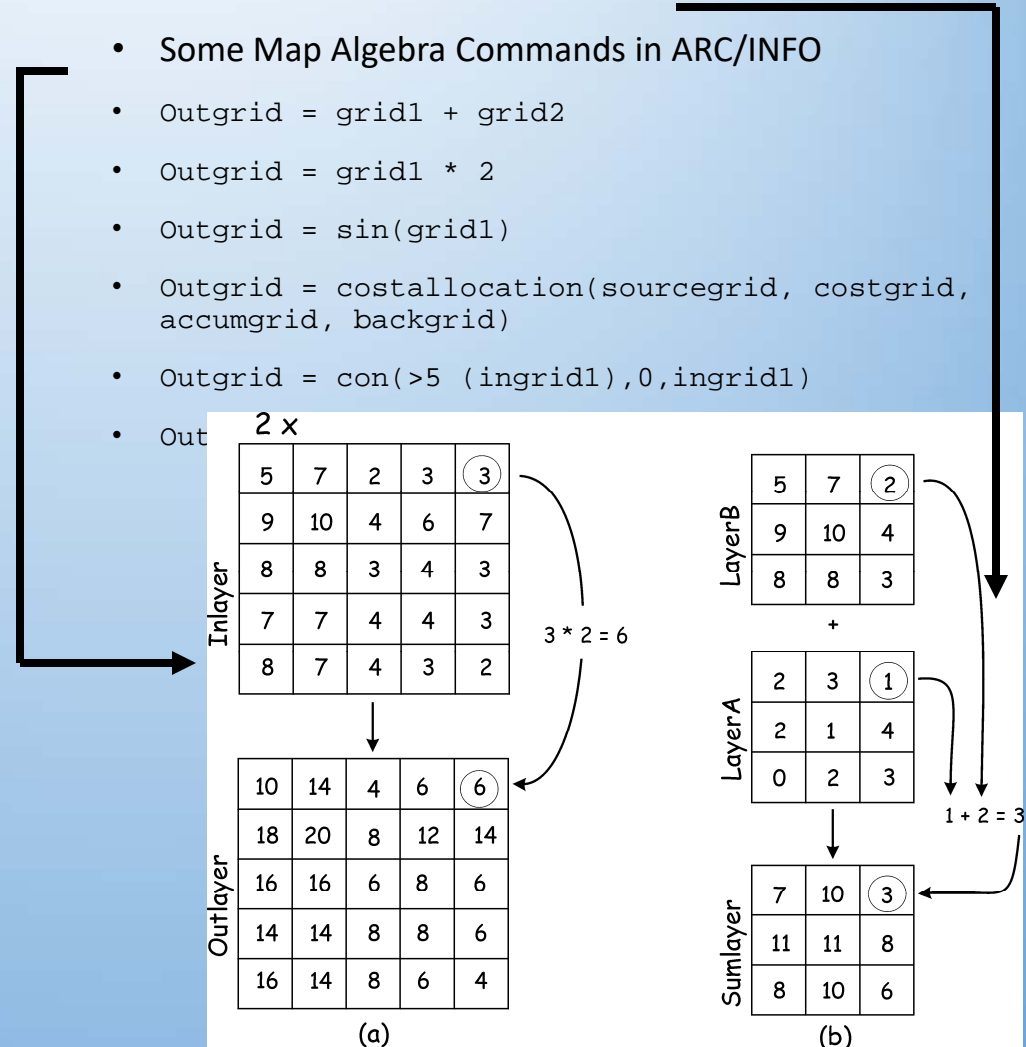 • Some Map Algebra Commands in ARC/INFO
• Outgrid = grid1 + grid2
• Outgrid = grid1 * 2
• Outgrid = sin(grid1)
• Outgrid = costallocation(sourcegrid, costgrid,
accumgrid, backgrid)
• Outgrid = con(>5 (ingrid1),0,ingrid1)
• Out
2 x
Inlayer
5 7 2 3 3
9 10 4 6 7
8 8 3 4 3
7 7 4 4 3
8 7 4 3 2
3 * 2 = 6
Outlayer
10 14 4 6 6
18 20 8 12 14
16 16 6 8 6
14 14 8 8 6
16 14 8 6 4
(a)
LayerB
5 7 2
9 10 4
8 8 3
+
LayerA
2 3 1
2 1 4
0 2 3
1 + 2 = 3
Sumlayer
7 10 3
11 11 8
8 10 6
(b)